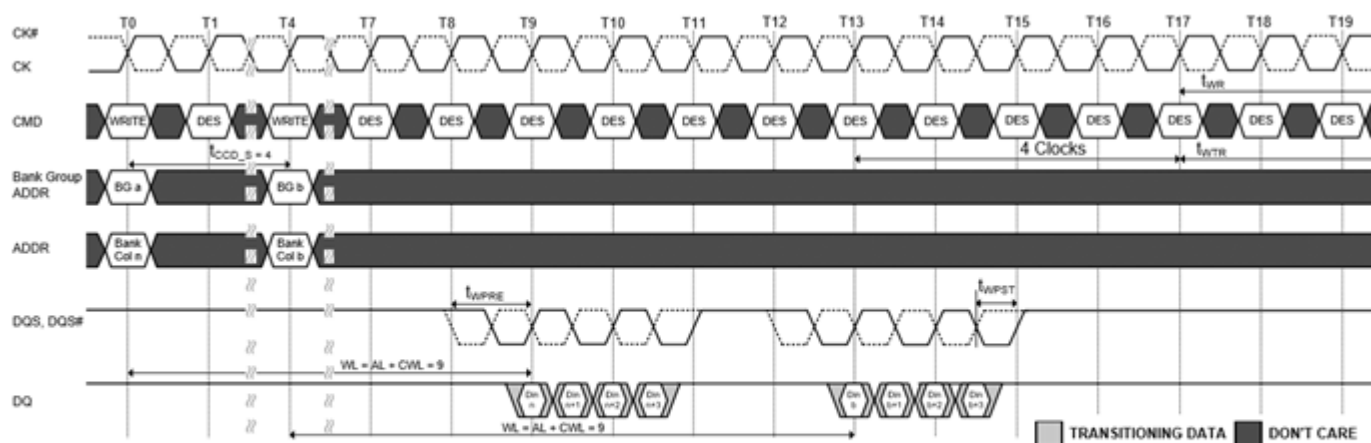 T0 T1 T4 T7 T8 T9 T10 T11 T12 T13 T14 T15 T16 T17 T18 T19
CK#
CK
tWR
CMD WRITE DES WRITE DES DES DES DES DES DES DES DES DES DES DES DES DES
tCCD_S = 4
4 Clocks
tWTR
Bank Group
ADDR
BG a BG b
ADDR
Bank
Col n
Bank
Col b
tWPRE
tWPST
DQS, DQS#
WL = AL + CWL = 9
DQ
Din
n
Din
n+1
Din
n+2
Din
n+3
Din
b
Din
b+1
Din
b+2
Din
b+3
WL = AL + CWL = 9
TRANSITIONING DATA DON'T CARE